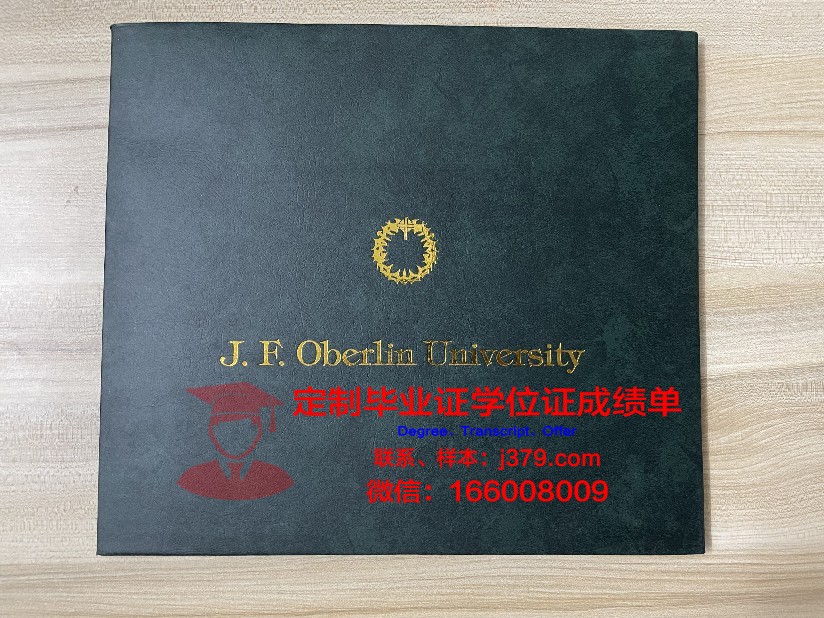 J. F. Oberlin University
定制毕业证学位证成绩单
Degree、Transcript、Offer
联系、样本：j379.com
微信：166008009